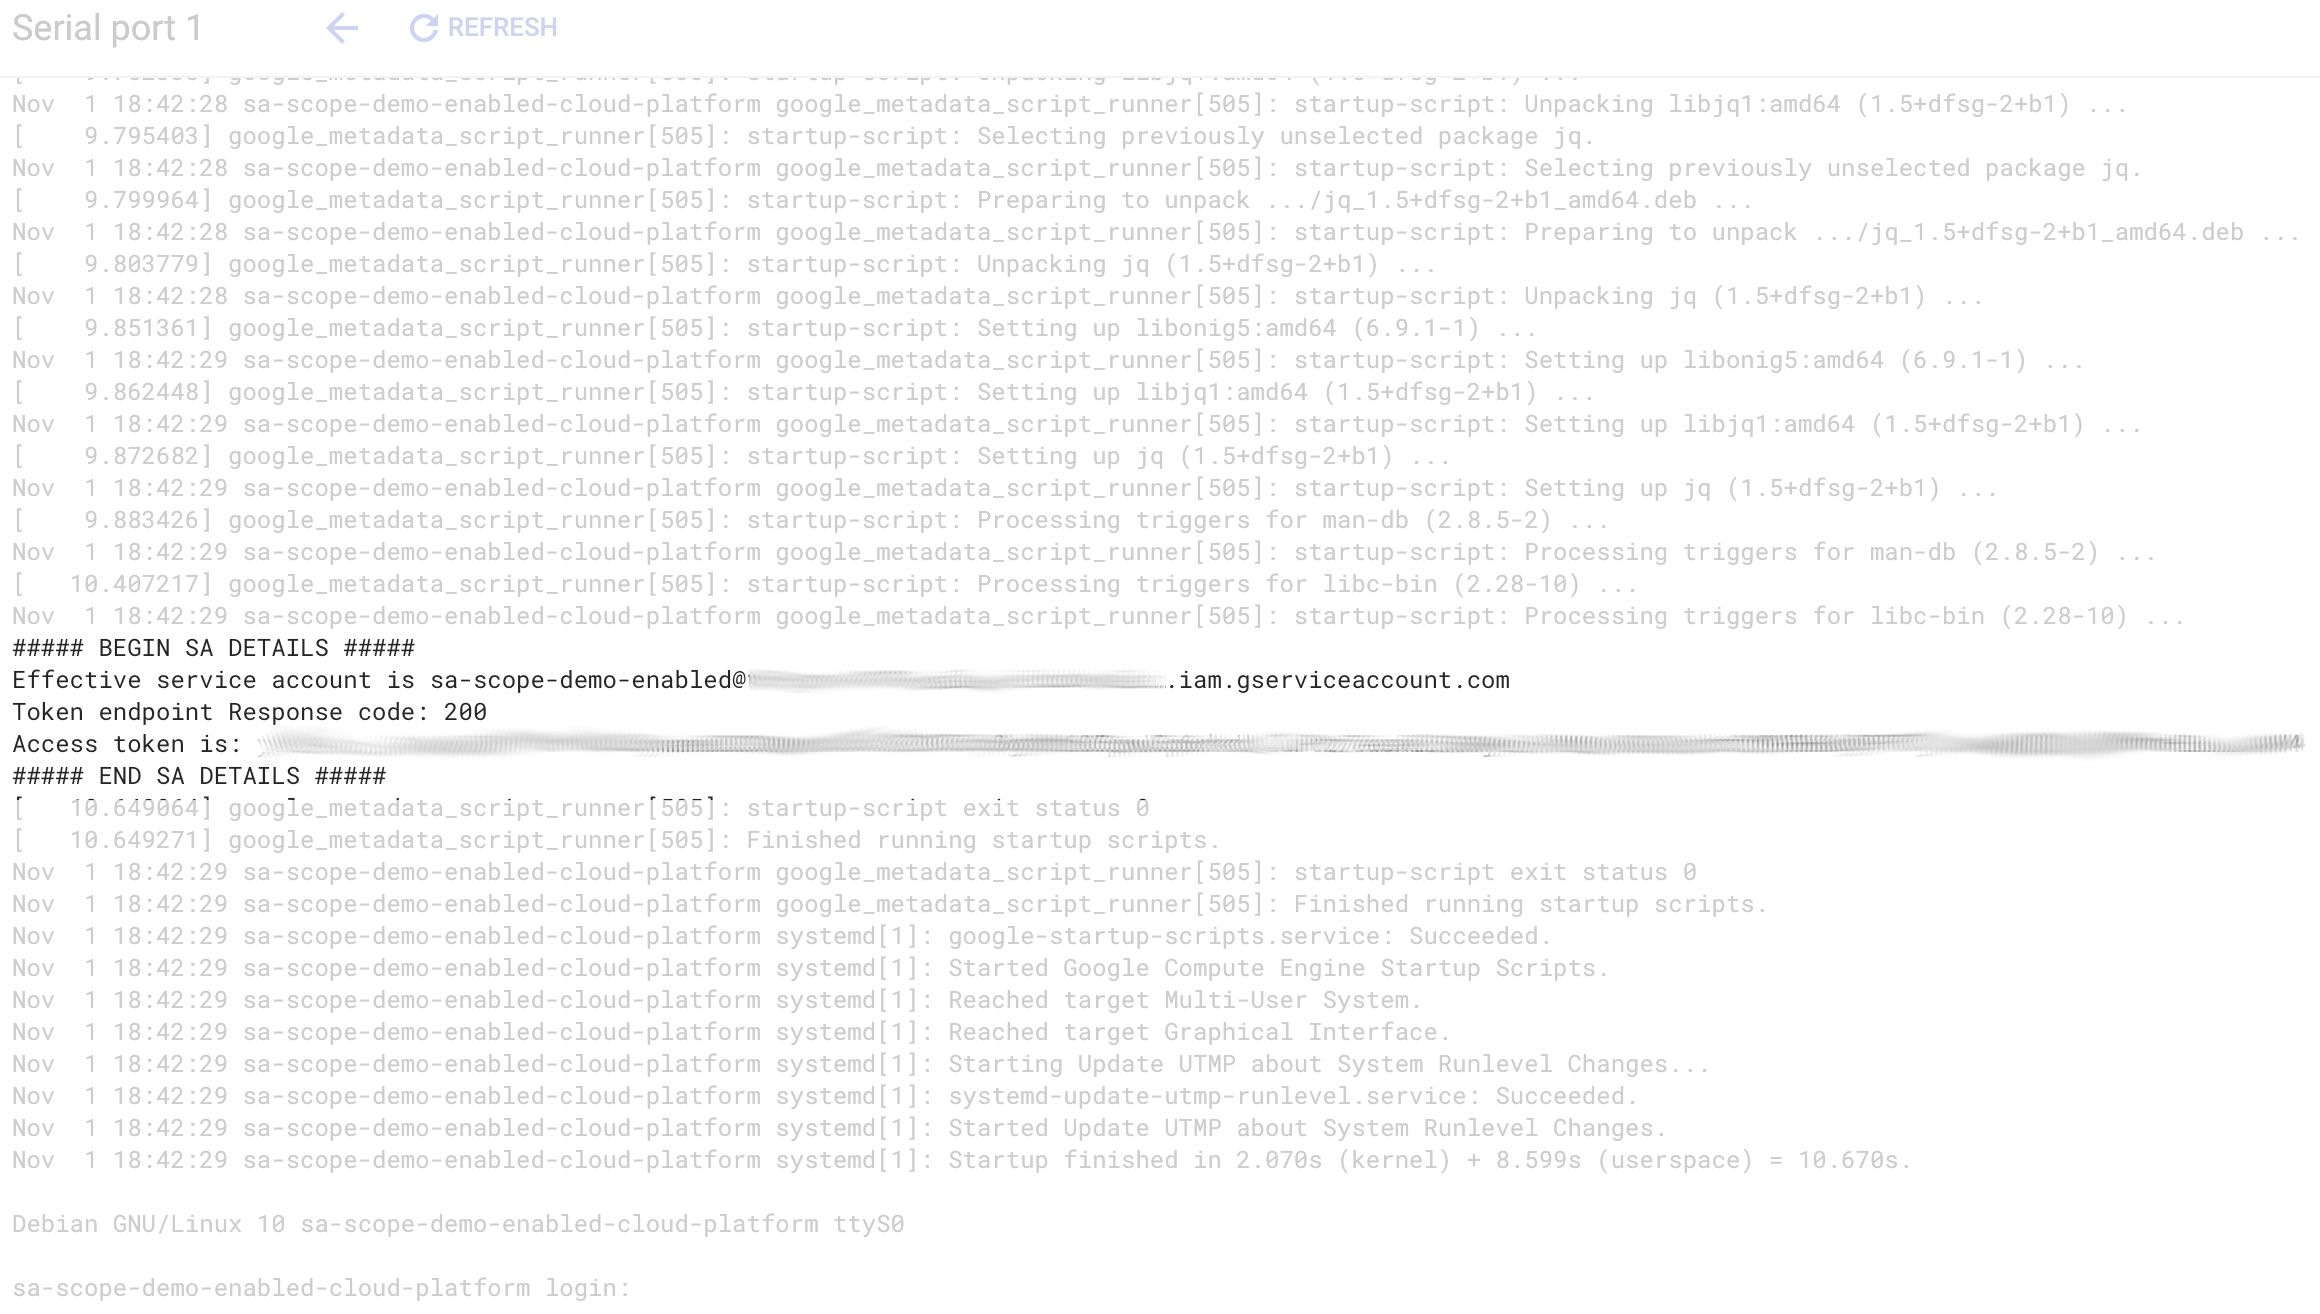 Serial port 1 REFRESH
Nov  1 18:42:28 sa-scope-demo-enabled-cloud-platform google_metadata_script_runner[505]: startup-script: Unpacking libjq1:amd64 (1.5+dfsg-2+b1) ...
[    9.795403] google_metadata_script_runner[505]: startup-script: Selecting previously unselected package jq.
Nov  1 18:42:28 sa-scope-demo-enabled-cloud-platform google_metadata_script_runner[505]: startup-script: Selecting previously unselected package jq.
[    9.799964] google_metadata_script_runner[505]: startup-script: Preparing to unpack .../jq_1.5+dfsg-2+b1_amd64.deb ...
Nov  1 18:42:28 sa-scope-demo-enabled-cloud-platform google_metadata_script_runner[505]: startup-script: Preparing to unpack .../jq_1.5+dfsg-2+b1_amd64.deb ...
[    9.803779] google_metadata_script_runner[505]: startup-script: Unpacking jq (1.5+dfsg-2+b1) ...
Nov  1 18:42:28 sa-scope-demo-enabled-cloud-platform google_metadata_script_runner[505]: startup-script: Unpacking jq (1.5+dfsg-2+b1) ...
[    9.851361] google_metadata_script_runner[505]: startup-script: Setting up libonig5:amd64 (6.9.1-1) ...
Nov  1 18:42:29 sa-scope-demo-enabled-cloud-platform google_metadata_script_runner[505]: startup-script: Setting up libonig5:amd64 (6.9.1-1) ...
[    9.862448] google_metadata_script_runner[505]: startup-script: Setting up libjq1:amd64 (1.5+dfsg-2+b1) ...
Nov  1 18:42:29 sa-scope-demo-enabled-cloud-platform google_metadata_script_runner[505]: startup-script: Setting up libjq1:amd64 (1.5+dfsg-2+b1) ...
[    9.872682] google_metadata_script_runner[505]: startup-script: Setting up jq (1.5+dfsg-2+b1) ...
Nov  1 18:42:29 sa-scope-demo-enabled-cloud-platform google_metadata_script_runner[505]: startup-script: Setting up jq (1.5+dfsg-2+b1) ...
[    9.883426] google_metadata_script_runner[505]: startup-script: Processing triggers for man-db (2.8.5-2) ...
Nov  1 18:42:29 sa-scope-demo-enabled-cloud-platform google_metadata_script_runner[505]: startup-script: Processing triggers for man-db (2.8.5-2) ...
[   10.407217] google_metadata_script_runner[505]: startup-script: Processing triggers for libc-bin (2.28-10) ...
Nov  1 18:42:29 sa-scope-demo-enabled-cloud-platform google_metadata_script_runner[505]: startup-script: Processing triggers for libc-bin (2.28-10) ...
##### BEGIN SA DETAILS #####
Effective service account is sa-scope-demo-enabled@ .iam.gserviceaccount.com
Token endpoint Response code: 200
Access token is:
##### END SA DETAILS #####
[   10.649064] google_metadata_script_runner[505]: startup-script exit status 0
[   10.649271] google_metadata_script_runner[505]: Finished running startup scripts.
Nov  1 18:42:29 sa-scope-demo-enabled-cloud-platform google_metadata_script_runner[505]: startup-script exit status 0
Nov  1 18:42:29 sa-scope-demo-enabled-cloud-platform google_metadata_script_runner[505]: Finished running startup scripts.
Nov  1 18:42:29 sa-scope-demo-enabled-cloud-platform systemd[1]: google-startup-scripts.service: Succeeded.
Nov  1 18:42:29 sa-scope-demo-enabled-cloud-platform systemd[1]: Started Google Compute Engine Startup Scripts.
Nov  1 18:42:29 sa-scope-demo-enabled-cloud-platform systemd[1]: Reached target Multi-User System.
Nov  1 18:42:29 sa-scope-demo-enabled-cloud-platform systemd[1]: Reached target Graphical Interface.
Nov  1 18:42:29 sa-scope-demo-enabled-cloud-platform systemd[1]: Starting Update UTMP about System Runlevel Changes...
Nov  1 18:42:29 sa-scope-demo-enabled-cloud-platform systemd[1]: systemd-update-utmp-runlevel.service: Succeeded.
Nov  1 18:42:29 sa-scope-demo-enabled-cloud-platform systemd[1]: Started Update UTMP about System Runlevel Changes.
Nov  1 18:42:29 sa-scope-demo-enabled-cloud-platform systemd[1]: Startup finished in 2.070s (kernel) + 8.599s (userspace) = 10.670s.
Debian GNU/Linux 10 sa-scope-demo-enabled-cloud-platform ttyS0
sa-scope-demo-enabled-cloud-platform login: